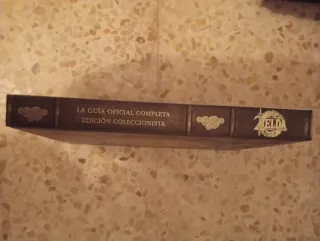 LA GUÍA OFICIAL COMPLETA
EDICIÓN COLECCIONISTA
ZELDA